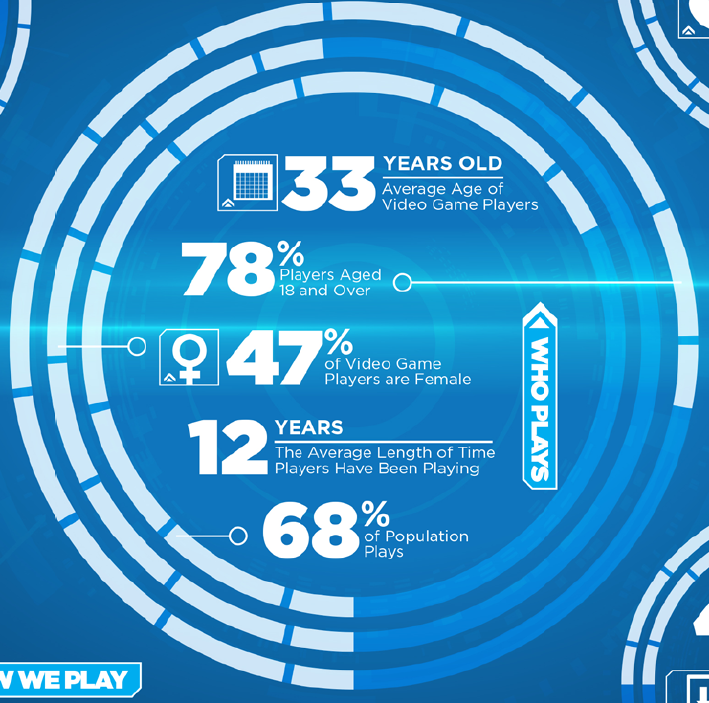 33 YEARS OLD
Average Age of
Video Game Players
78%
Players Aged
18 and Over
47%
of Video Game
Players are Female
WHO PLAYS
12 YEARS
The Average Length of Time
Players Have Been Playing
68%
of Population
Plays
W WE PLAY